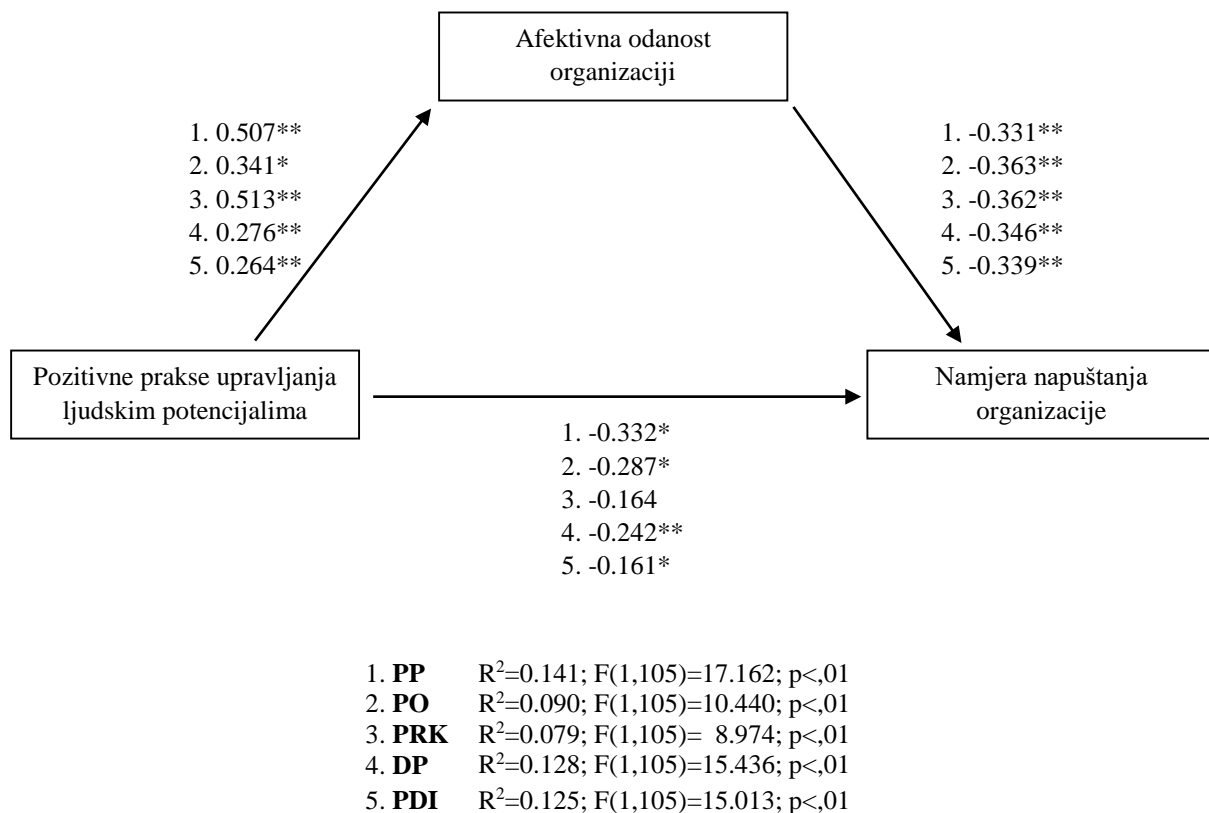 Afektivna odanost
organizaciji
1. 0.507**
2. 0.341*
3. 0.513**
4. 0.276**
5. 0.264**
1. -0.331**
2. -0.363**
3. -0.362**
4. -0.346**
5. -0.339**
Pozitivne prakse upravljanja
ljudskim potencijalima
Namjera napuštanja
organizacije
1. -0.332*
2. -0.287*
3. -0.164
4. -0.242**
5. -0.161*
1. PP R²=0.141; F(1,105)=17.162; p<,01
2. PO R²=0.090; F(1,105)=10.440; p<,01
3. PRK R²=0.079; F(1,105)= 8.974; p<,01
4. DP R²=0.128; F(1,105)=15.436; p<,01
5. PDI R²=0.125; F(1,105)=15.013; p<,01